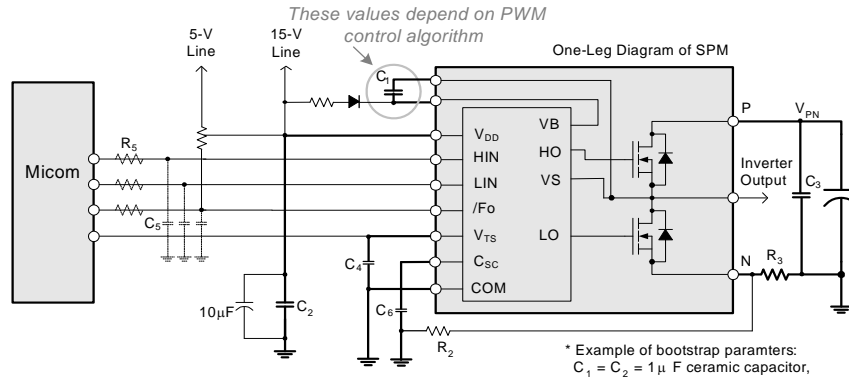 These values depend on PWM
control algorithm
5-V
Line
15-V
Line
One-Leg Diagram of SPM
C1
P
VPN
VB
VDD
Micom
R5
HIN
HO
LIN
VS
Inverter
Output
C3
/Fo
C5
VTS
LO
N
R3
CSC
C4
COM
10μF
C2
C6
R2
* Example of bootstrap paramters:
C1 = C2 = 1μ F ceramic capacitor,